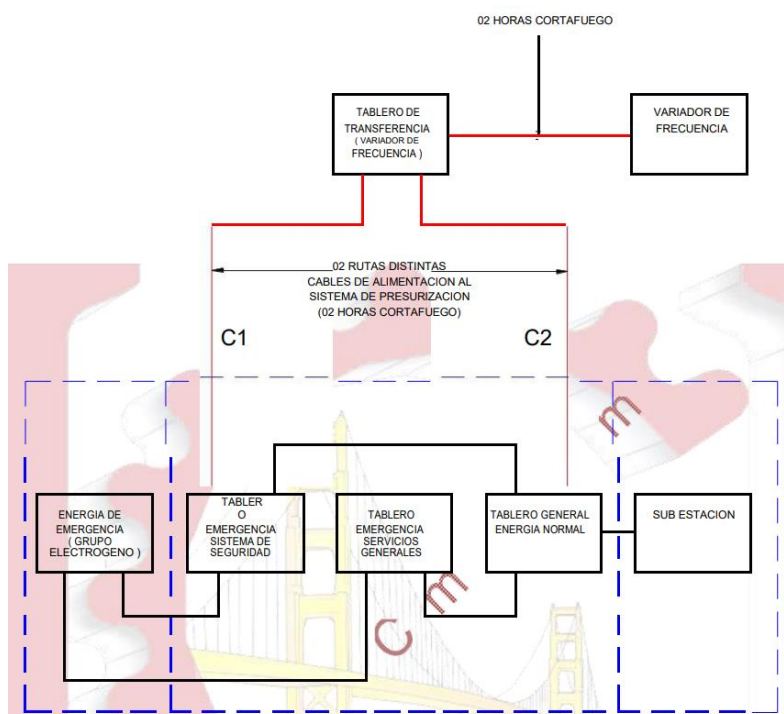 02 HORAS CORTAFUEGO
TABLERO DE
TRANSFERENCIA
( VARIADOR DE
FRECUENCIA )
VARIADOR DE
FRECUENCIA
02 RUTAS DISTINTAS
CABLES DE ALIMENTACION AL
SISTEMA DE PRESURIZACION
(02 HORAS CORTAFUEGO)
C1
C2
ENERGIA DE
EMERGENCIA
( GRUPO
ELECTROGENO )
TABLER
O
EMERGENCIA
SISTEMA DE
SEGURIDAD
TABLERO
EMERGENCIA
SERVICIOS
GENERALES
TABLERO GENERAL
ENERGIA NORMAL
SUB ESTACION
C m m